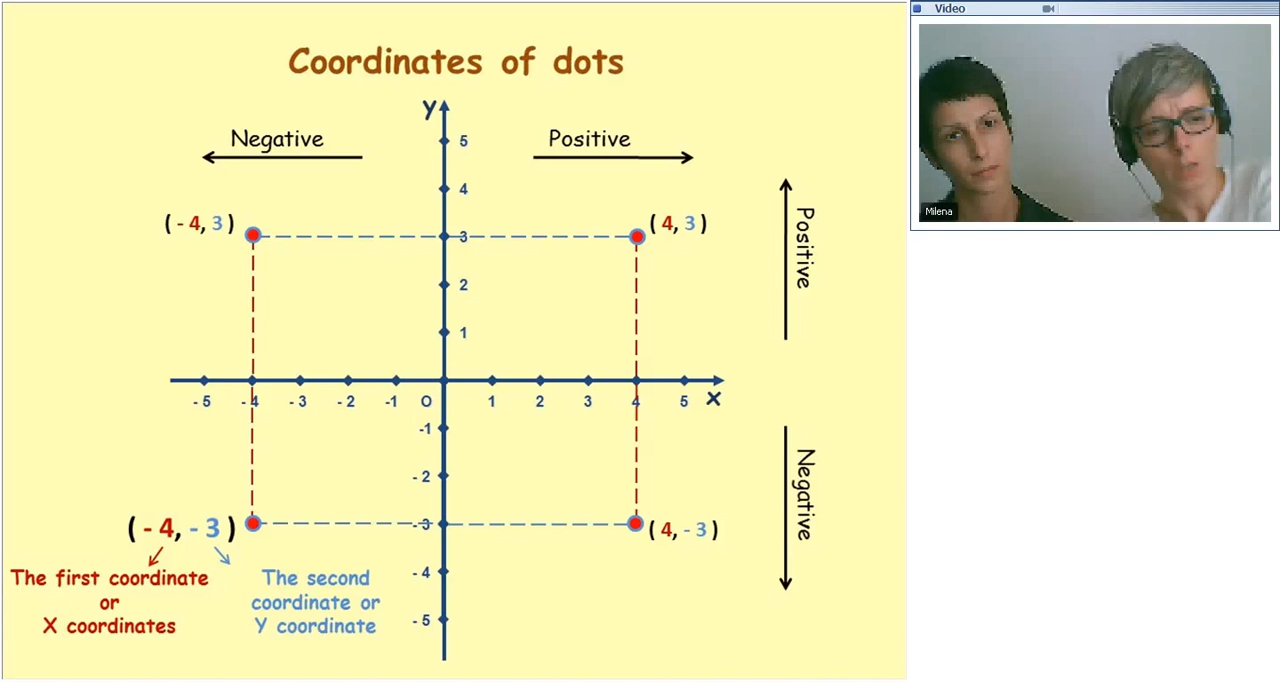 Video
Coordinates of dots
Y
Negative
Positive
5
4
(- 4, 3 )
( 4, 3 )
3
2
1
Positive
Milena
- 5 - 4 - 3 - 2 -1 O 1 2 3 4 5 X
-1
- 2
- 3
- 4
- 5
Negative
( - 4, - 3 )
( 4, - 3 )
The first coordinate
or
X coordinates
The second
coordinate or
Y coordinate